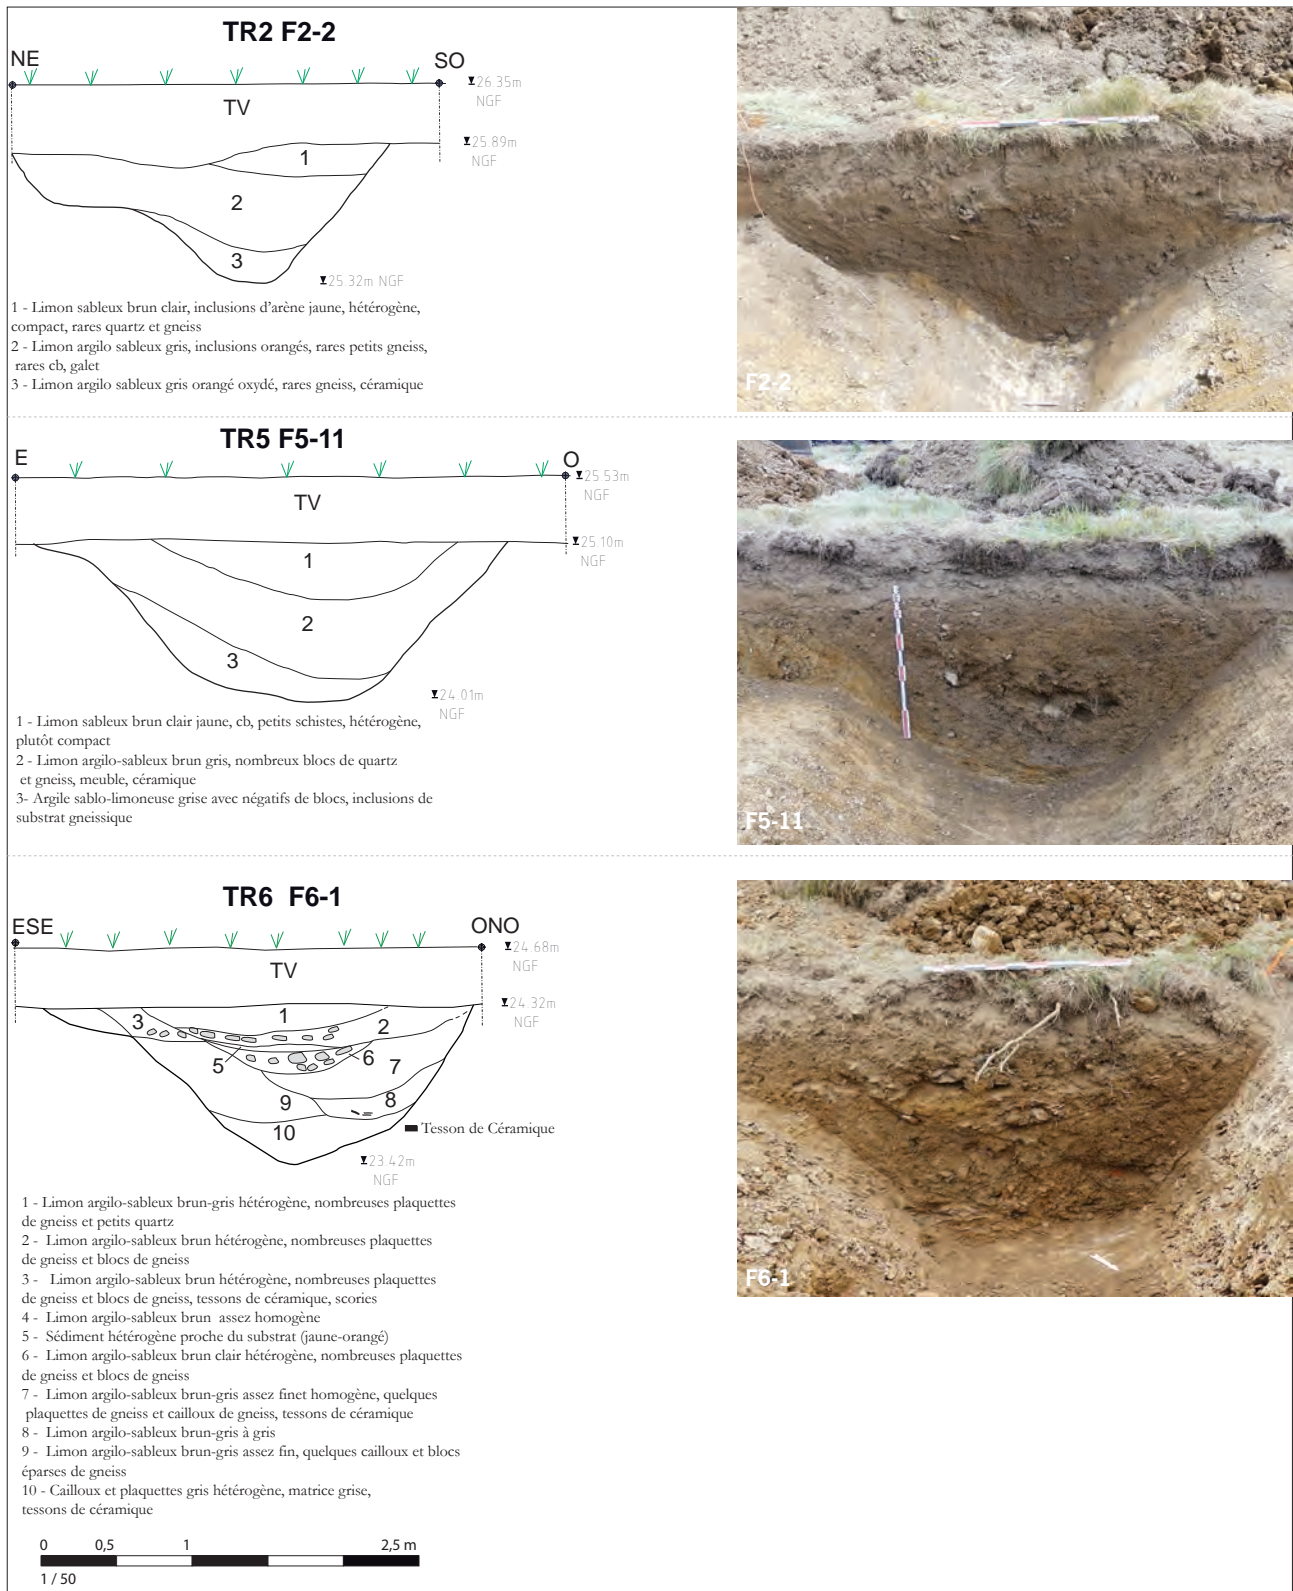 TR2 F2-2
NE
SO
26.35m
NGF
TV
25.89m
NGF
1
2
3
25.32m NGF
1 - Limon sableux brun clair, inclusions d'arène jaune, hétérogène,
compact, rares quartz et gneiss
2 - Limon argilo sableux gris, inclusions orangés, rares petits gneiss,
rares cb, galet
3 - Limon argilo sableux gris orangé oxydé, rares gneiss, céramique
F2-2
TR5 F5-11
E
O
25.53m
NGF
TV
25.10m
NGF
1
2
3
24.01m
NGF
1 - Limon sableux brun clair jaune, cb, petits schistes, hétérogène,
plutôt compact
2 - Limon argilo-sableux brun gris, nombreux blocs de quartz
et gneiss, meuble, céramique
3- Argile sablo-limoneuse grise avec négatifs de blocs, inclusions de
substrat gneissique
F5-11
TR6 F6-1
ESE
ONO
24.68m
NGF
TV
24.32m
NGF
1
2
3
5
6
7
8
9
10
Tesson de Céramique
23.42m
NGF
1 - Limon argilo-sableux brun-gris hétérogène, nombreuses plaquettes
de gneiss et petits quartz
2 - Limon argilo-sableux brun hétérogène, nombreuses plaquettes
de gneiss et blocs de gneiss
3 - Limon argilo-sableux brun hétérogène, nombreuses plaquettes
de gneiss et blocs de gneiss, tessons de céramique, scories
4 - Limon argilo-sableux brun assez homogène
5 - Sédiment hétérogène proche du substrat (jaune-orangé)
6 - Limon argilo-sableux brun clair hétérogène, nombreuses plaquettes
de gneiss et blocs de gneiss
7 - Limon argilo-sableux brun-gris assez finet homogène, quelques
plaquettes de gneiss et cailloux de gneiss, tessons de céramique
8 - Limon argilo-sableux brun-gris à gris
9 - Limon argilo-sableux brun-gris assez fin, quelques cailloux et blocs
éparses de gneiss
10 - Cailloux et plaquettes gris hétérogène, matrice grise,
tessons de céramique
F6-1
0 0,5 1 2,5 m
1 / 50